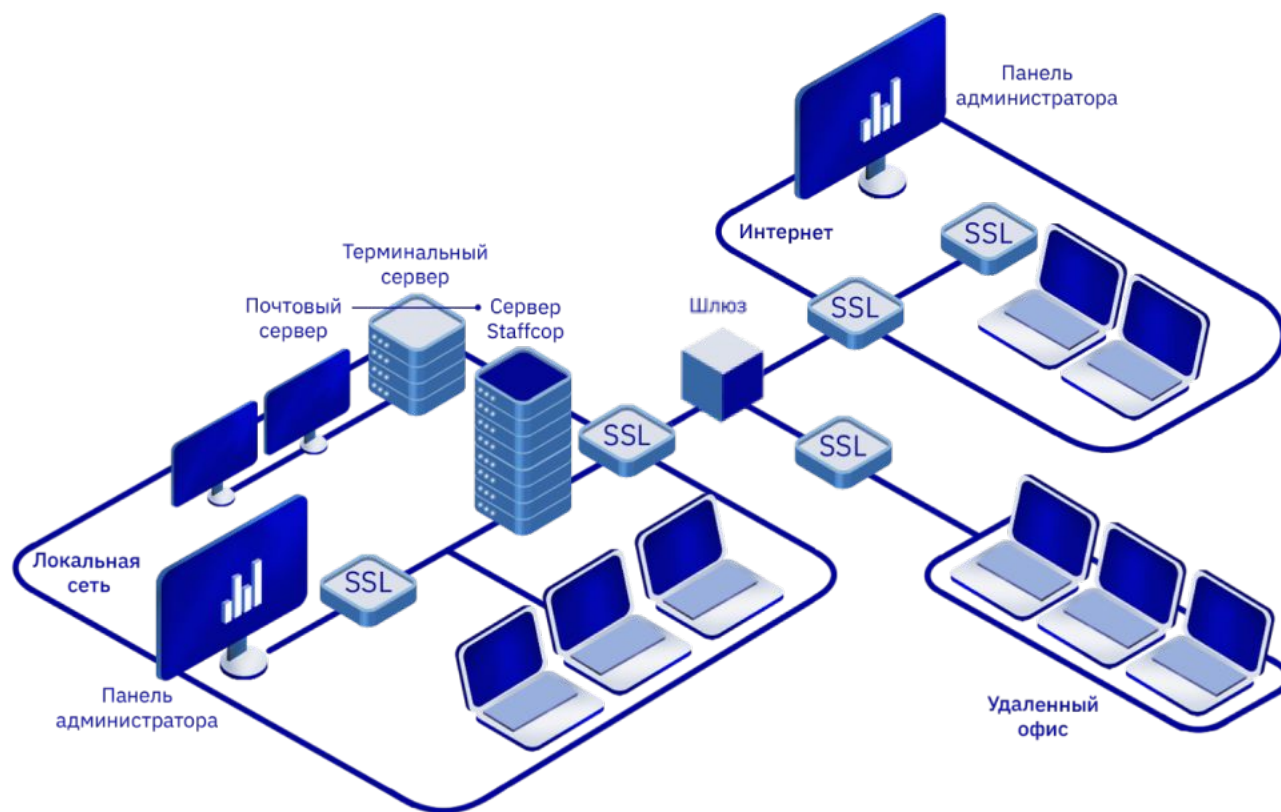 Панель
администратора
Интернет
SSL
Терминальный
сервер
Почтовый
сервер
Сервер
Staffcop
Шлюз
SSL
SSL
SSL
Локальная
сеть
SSL
Панель
администратора
Удаленный
офис